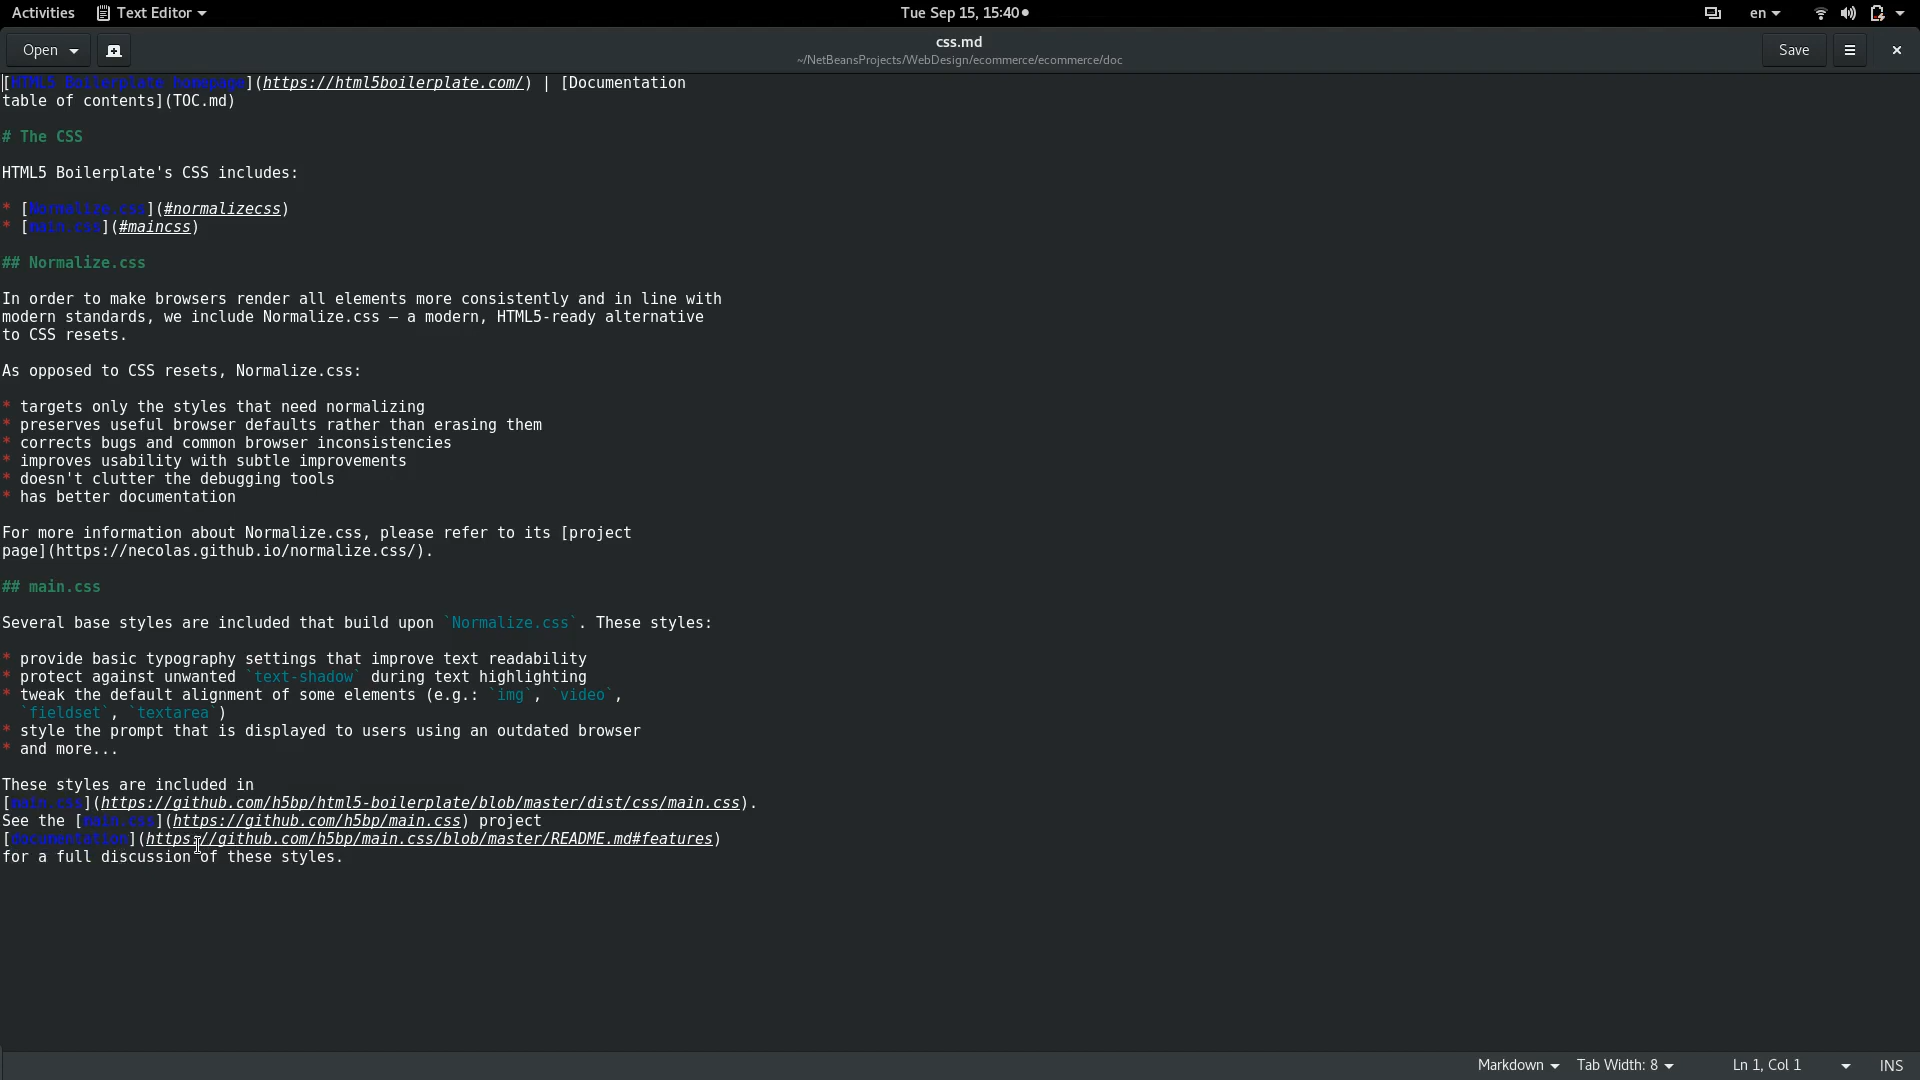 Activities Text Editor Tue Sep 15, 15:40 en
Open css.md Save
~/NetBeansProjects/WebDesign/ecommerce/ecommerce/doc
[HTML5 Boilerplate homepage](https://html5boilerplate.com/) | [Documentation
table of contents](TOC.md)
# The CSS
HTML5 Boilerplate's CSS includes:
* [Normalize.css](#normalizecss)
* [main.css](#maincss)
## Normalize.css
In order to make browsers render all elements more consistently and in line with
modern standards, we include Normalize.css — a modern, HTML5-ready alternative
to CSS resets.
As opposed to CSS resets, Normalize.css:
* targets only the styles that need normalizing
* preserves useful browser defaults rather than erasing them
* corrects bugs and common browser inconsistencies
* improves usability with subtle improvements
* doesn't clutter the debugging tools
* has better documentation
For more information about Normalize.css, please refer to its [project
page](https://necolas.github.io/normalize.css/).
## main.css
Several base styles are included that build upon `Normalize.css`. These styles:
* provide basic typography settings that improve text readability
* protect against unwanted `text-shadow` during text highlighting
* tweak the default alignment of some elements (e.g.: `img`, `video`,
`fieldset`, `textarea`)
* style the prompt that is displayed to users using an outdated browser
* and more...
These styles are included in
[main.css](https://github.com/h5bp/html5-boilerplate/blob/master/dist/css/main.css).
See the [main.css](https://github.com/h5bp/main.css) project
[documentation](https://github.com/h5bp/main.css/blob/master/README.md#features)
for a full discussion of these styles.
Markdown Tab Width: 8 Ln 1, Col 1 INS